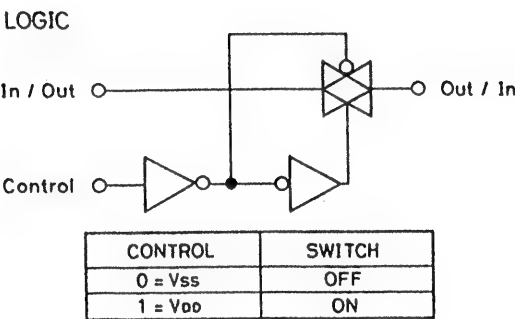 LOGIC
In / Out
Out / In
Control
CONTROL SWITCH
0 = VSS OFF
1 = VDD ON